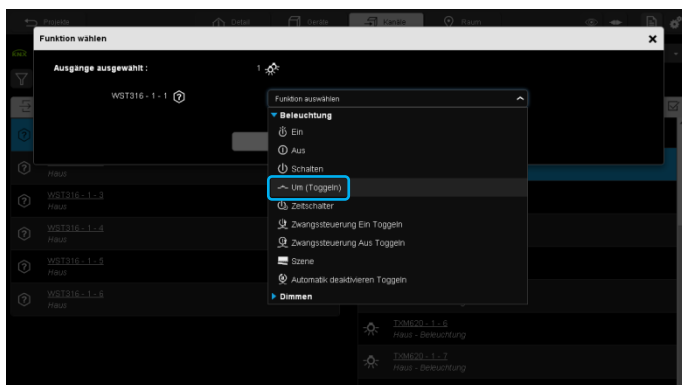 Projekte
Detail
Geräte
Kanäle
Raum
Funktion wählen
Ausgänge ausgewählt :
1
WST316 - 1 - 1
Funktion auswählen
Beleuchtung
Ein
Aus
Schalten
Um (Toggeln)
Zeitschalter
Zwangssteuerung Ein Toggeln
Zwangssteuerung Aus Toggeln
Szene
Automatik deaktivieren Toggeln
Dimmen
Haus
WST316 - 1 - 3
Haus
WST316 - 1 - 4
Haus
WST316 - 1 - 5
Haus
WST316 - 1 - 6
Haus
TXM620 - 1 - 6
Haus - Beleuchtung
TXM620 - 1 - 7
Haus - Beleuchtung